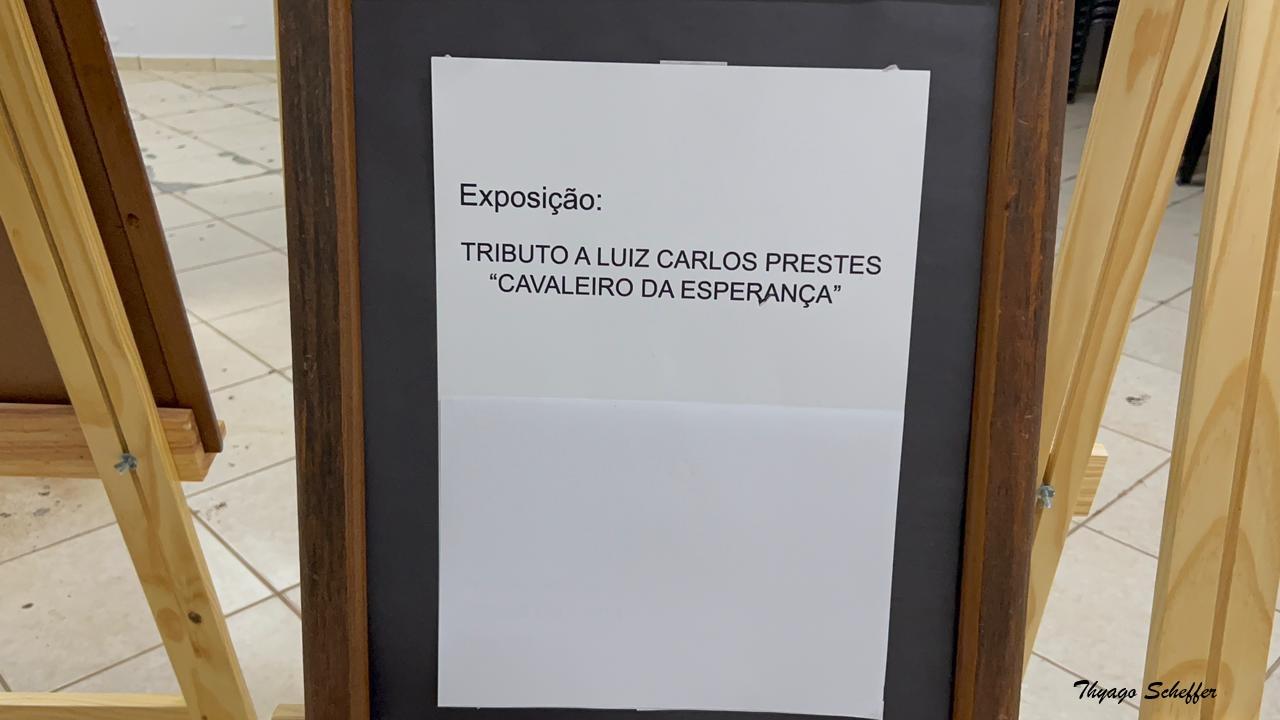 Exposição:
TRIBUTO A LUIZ CARLOS PRESTES
“CAVALEIRO DA ESPERANÇA”
Thyago Scheffer